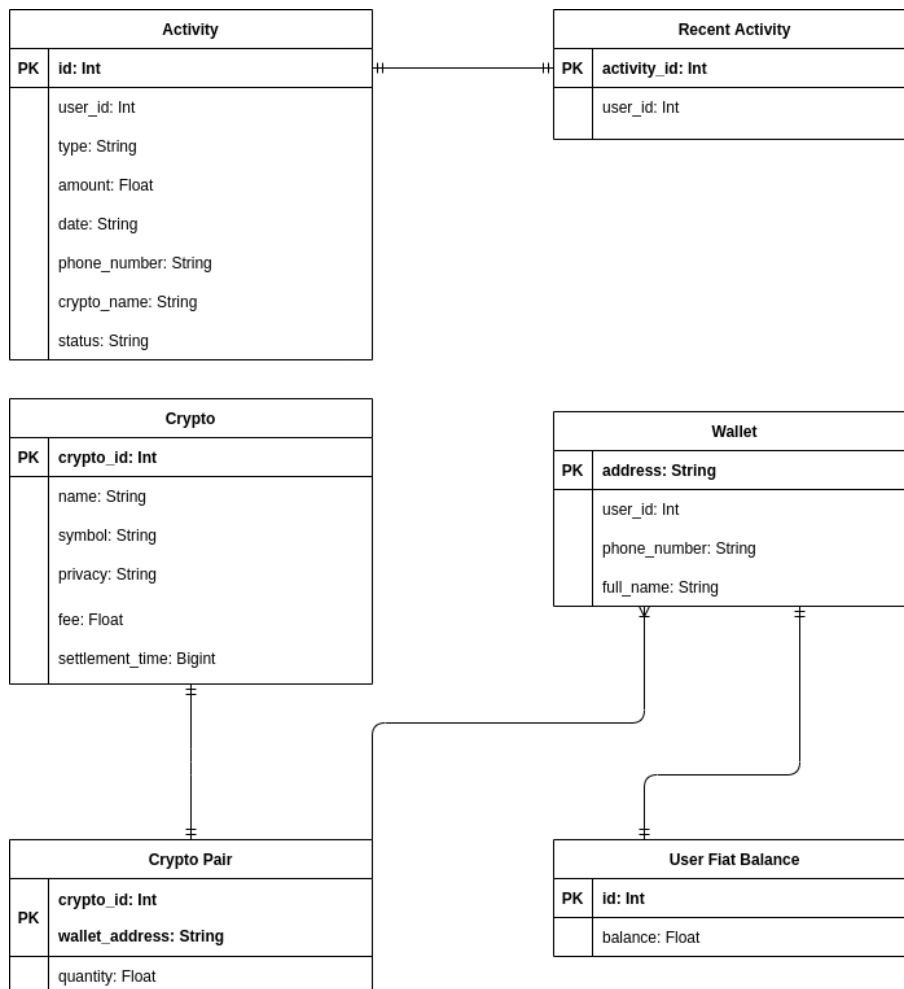 Activity
PK id: Int
user_id: Int
type: String
amount: Float
date: String
phone_number: String
crypto_name: String
status: String
Recent Activity
PK activity_id: Int
user_id: Int
Crypto
PK crypto_id: Int
name: String
symbol: String
privacy: String
fee: Float
settlement_time: Bigint
Wallet
PK address: String
user_id: Int
phone_number: String
full_name: String
Crypto Pair
PK
crypto_id: Int
wallet_address: String
quantity: Float
User Fiat Balance
PK id: Int
balance: Float